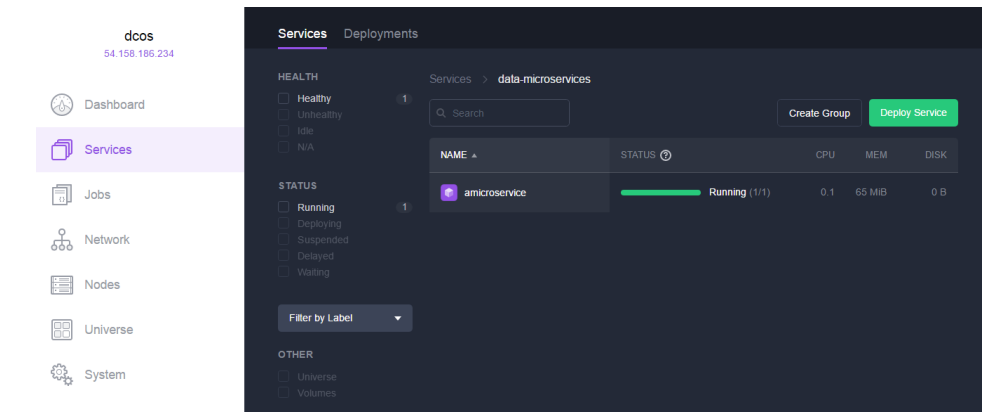 dcos
54.158.186.234
Dashboard
Services
Jobs
Network
Nodes
Universe
System
Services Deployments
HEALTH
Healthy 1
Unhealthy
Idle
N/A
STATUS
Running 1
Deploying
Suspended
Delayed
Waiting
Filter by Label
OTHER
Universe
Volumes
Services > data-microservices
Search
Create Group Deploy Service
NAME STATUS CPU MEM DISK
amicroservice Running (1/1) 0.1 65 MiB 0 B